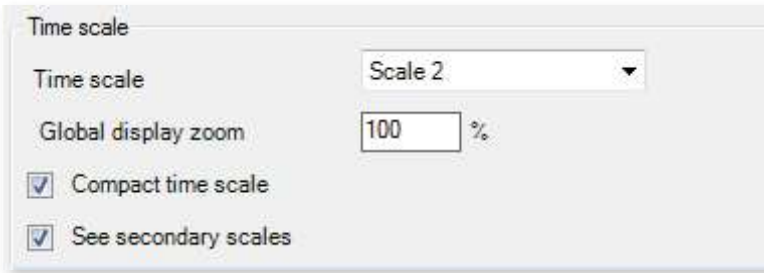 Time scale
Time scale Scale 2
Global display zoom 100 %
Compact time scale
See secondary scales